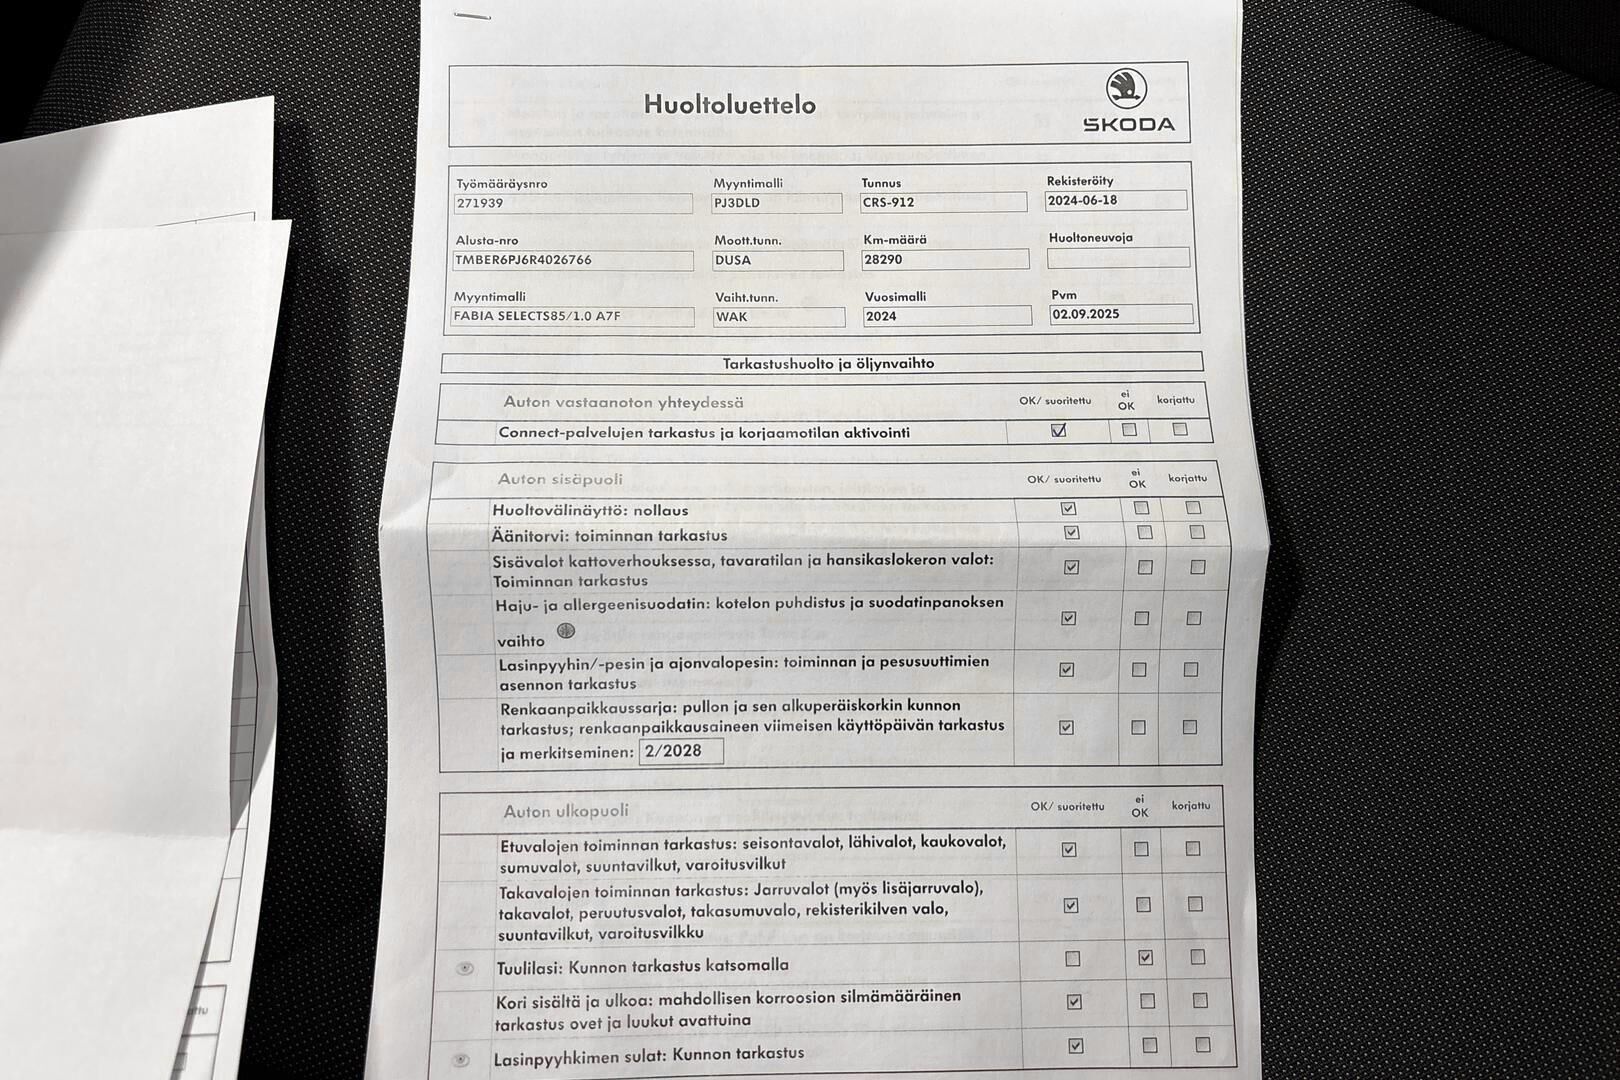 Huoltoluettelo
SKODA
Työmääräysnro Myyntimalli Tunnus Rekisteröity
271939 PJ3DLD CRS-912 2024-06-18
Alusta-nro Moott.tunn. Km-määrä Huoltoneuvoja
TMBER6PJ6R4026766 DUSA 28290
Myyntimalli Vaiht.tunn. Vuosimalli Pvm
FABIA SELECTS85/1.0 A7F WAK 2024 02.09.2025
Tarkastushuolto ja öljynvaihto
Auton vastaanoton yhteydessä OK/ suoritettu ei OK korjattu
Connect-palvelujen tarkastus ja korjaamotilan aktivointi
Auton sisäpuoli OK/ suoritettu ei OK korjattu
Huoltovälinäyttö: nollaus
Äänitorvi: toiminnan tarkastus
Sisävalot kattoverhouksessa, tavaratilan ja hansikaslokeron valot:
Toiminnan tarkastus
Haju- ja allergeenisuodatin: kotelon puhdistus ja suodatinpanoksen
vaihto
Lasinpyyhin/-pesin ja ajonvalopesin: toiminnan ja pesusuuttimien
asennon tarkastus
Renkaanpaikkaussarja: pullon ja sen alkuperäiskorkin kunnon
tarkastus; renkaanpaikkausaineen viimeisen käyttöpäivän tarkastus
ja merkitseminen: 2/2028
Auton ulkopuoli OK/ suoritettu ei OK korjattu
Etuvalojen toiminnan tarkastus: seisontavalot, lähivalot, kaukovalot,
sumuvalot, suuntavilkut, varoitusvilkut
Takavalojen toiminnan tarkastus: Jarruvalot (myös lisäjarruvalo),
takavalot, peruutusvalot, takasumuvalo, rekisterikilven valo,
suuntavilkut, varoitusvilkku
Tuulilasi: Kunnon tarkastus katsomalla
Kori sisältä ja ulkoa: mahdollisen korroosion silmämääräinen
tarkastus ovet ja luukut avattuina
Lasinpyyhkimen sulat: Kunnon tarkastus